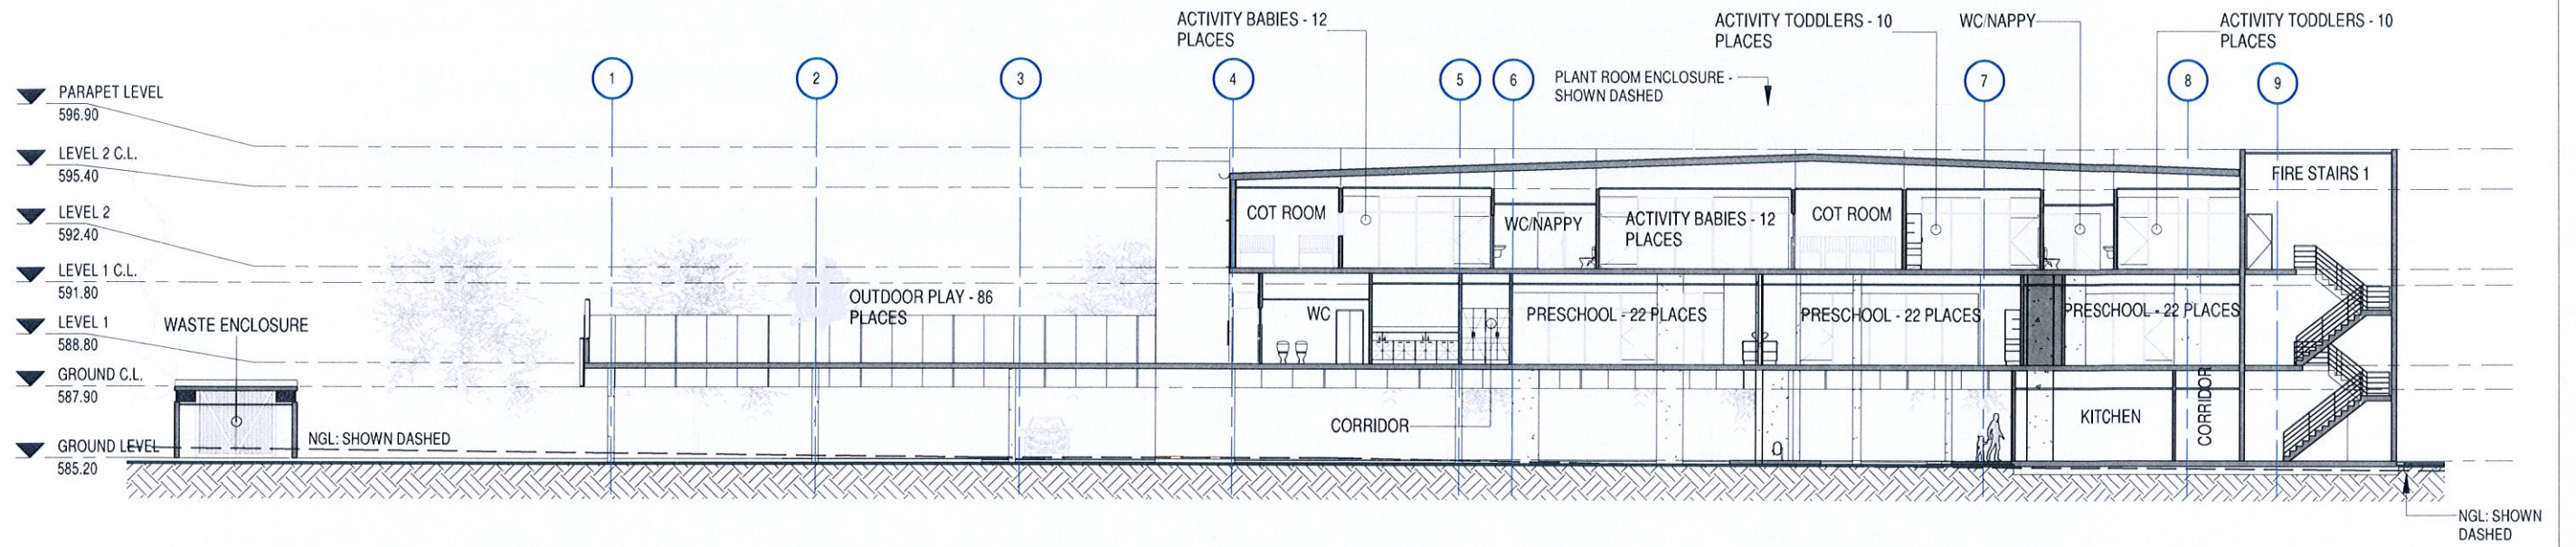 ACTIVITY BABIES - 12
PLACES
ACTIVITY TODDLERS - 10
PLACES
WC/NAPPY
ACTIVITY TODDLERS - 10
PLACES
1
2
3
4
5
6
PLANT ROOM ENCLOSURE -
SHOWN DASHED
7
8
9
PARAPET LEVEL
596.90
LEVEL 2 C.L.
595.40
LEVEL 2
592.40
LEVEL 1 C.L.
591.80
LEVEL 1
588.80
GROUND C.L.
587.90
GROUND LEVEL
585.20
FIRE STAIRS 1
COT ROOM
WC/NAPPY
ACTIVITY BABIES - 12
PLACES
COT ROOM
OUTDOOR PLAY - 86
PLACES
WC
PRESCHOOL - 22 PLACES
PRESCHOOL - 22 PLACES
PRESCHOOL - 22 PLACES
WASTE ENCLOSURE
NGL: SHOWN DASHED
CORRIDOR
KITCHEN
CORRIDOR
NGL: SHOWN
DASHED